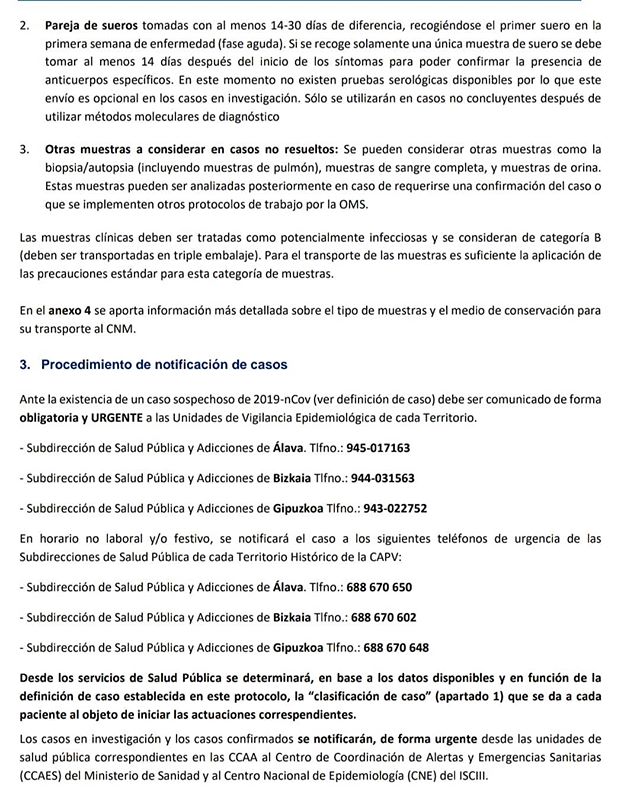 2. Pareja de sueros tomadas con al menos 14-30 días de diferencia, recogiéndose el primer suero en la
primera semana de enfermedad (fase aguda). Si se recoge solamente una única muestra de suero se debe
tomar al menos 14 días después del inicio de los síntomas para poder confirmar la presencia de
anticuerpos específicos. En este momento no existen pruebas serológicas disponibles por lo que este
envío es opcional en los casos en investigación. Sólo se utilizarán en casos no concluyentes después de
utilizar métodos moleculares de diagnóstico
3. Otras muestras a considerar en casos no resueltos: Se pueden considerar otras muestras como la
biopsia/autopsia (incluyendo muestras de pulmón), muestras de sangre completa, y muestras de orina.
Estas muestras pueden ser analizadas posteriormente en caso de requerirse una confirmación del caso o
que se implementen otros protocolos de trabajo por la OMS.
Las muestras clínicas deben ser tratadas como potencialmente infecciosas y se consideran de categoría B
(deben ser transportadas en triple embalaje). Para el transporte de las muestras es suficiente la aplicación de
las precauciones estándar para esta categoría de muestras.
En el anexo 4 se aporta información más detallada sobre el tipo de muestras y el medio de conservación para
su transporte al CNM.
3. Procedimiento de notificación de casos
Ante la existencia de un caso sospechoso de 2019-nCov (ver definición de caso) debe ser comunicado de forma
obligatoria y URGENTE a las Unidades de Vigilancia Epidemiológica de cada Territorio.
- Subdirección de Salud Pública y Adicciones de Álava. Tlfno.: 945-017163
- Subdirección de Salud Pública y Adicciones de Bizkaia Tlfno.: 944-031563
- Subdirección de Salud Pública y Adicciones de Gipuzkoa Tlfno.: 943-022752
En horario no laboral y/o festivo, se notificará el caso a los siguientes teléfonos de urgencia de las
Subdirecciones de Salud Pública de cada Territorio Histórico de la CAPV:
- Subdirección de Salud Pública y Adicciones de Álava. Tlfno.: 688 670 650
- Subdirección de Salud Pública y Adicciones de Bizkaia Tlfno.: 688 670 602
- Subdirección de Salud Pública y Adicciones de Gipuzkoa Tlfno.: 688 670 648
Desde los servicios de Salud Pública se determinará, en base a los datos disponibles y en función de la
definición de caso establecida en este protocolo, la “clasificación de caso” (apartado 1) que se da a cada
paciente al objeto de iniciar las actuaciones correspondientes.
Los casos en investigación y los casos confirmados se notificarán, de forma urgente desde las unidades de
salud pública correspondientes en las CCAA al Centro de Coordinación de Alertas y Emergencias Sanitarias
(CCAES) del Ministerio de Sanidad y al Centro Nacional de Epidemiología (CNE) del ISCIII.